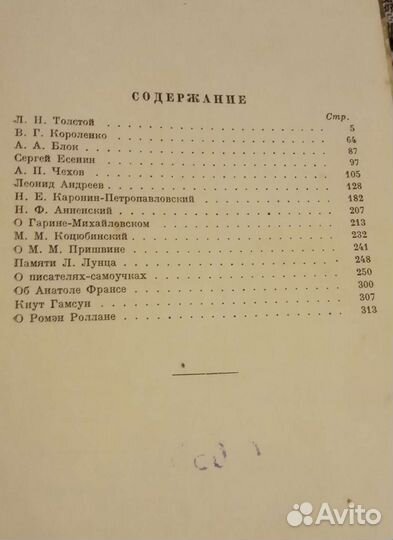 СОДЕРЖАНИЕ
Стр.
Л. Н. Толстой . . . . . . . . . . . . . . . 5
В. Г. Короленко . . . . . . . . . . . . . . 64
А. А. Блок . . . . . . . . . . . . . . . . 87
Сергей Есенин . . . . . . . . . . . . . . . 97
А. П. Чехов . . . . . . . . . . . . . . . . 105
Леонид Андреев . . . . . . . . . . . . . . 128
Н. Е. Каронин-Петропавловский . . . . . . . 182
Н. Ф. Анненский . . . . . . . . . . . . . . 207
О Гарине-Михайловском . . . . . . . . . . . 213
М. М. Коцюбинский . . . . . . . . . . . . . 232
О М. М. Пришвине . . . . . . . . . . . . . 241
Памяти Л. Лунца . . . . . . . . . . . . . . 248
О писателях-самоучках . . . . . . . . . . . 250
Об Анатоле Франсе . . . . . . . . . . . . . 300
Кнут Гамсун . . . . . . . . . . . . . . . . 307
О Ромэн Роллане . . . . . . . . . . . . . . 313
Avito